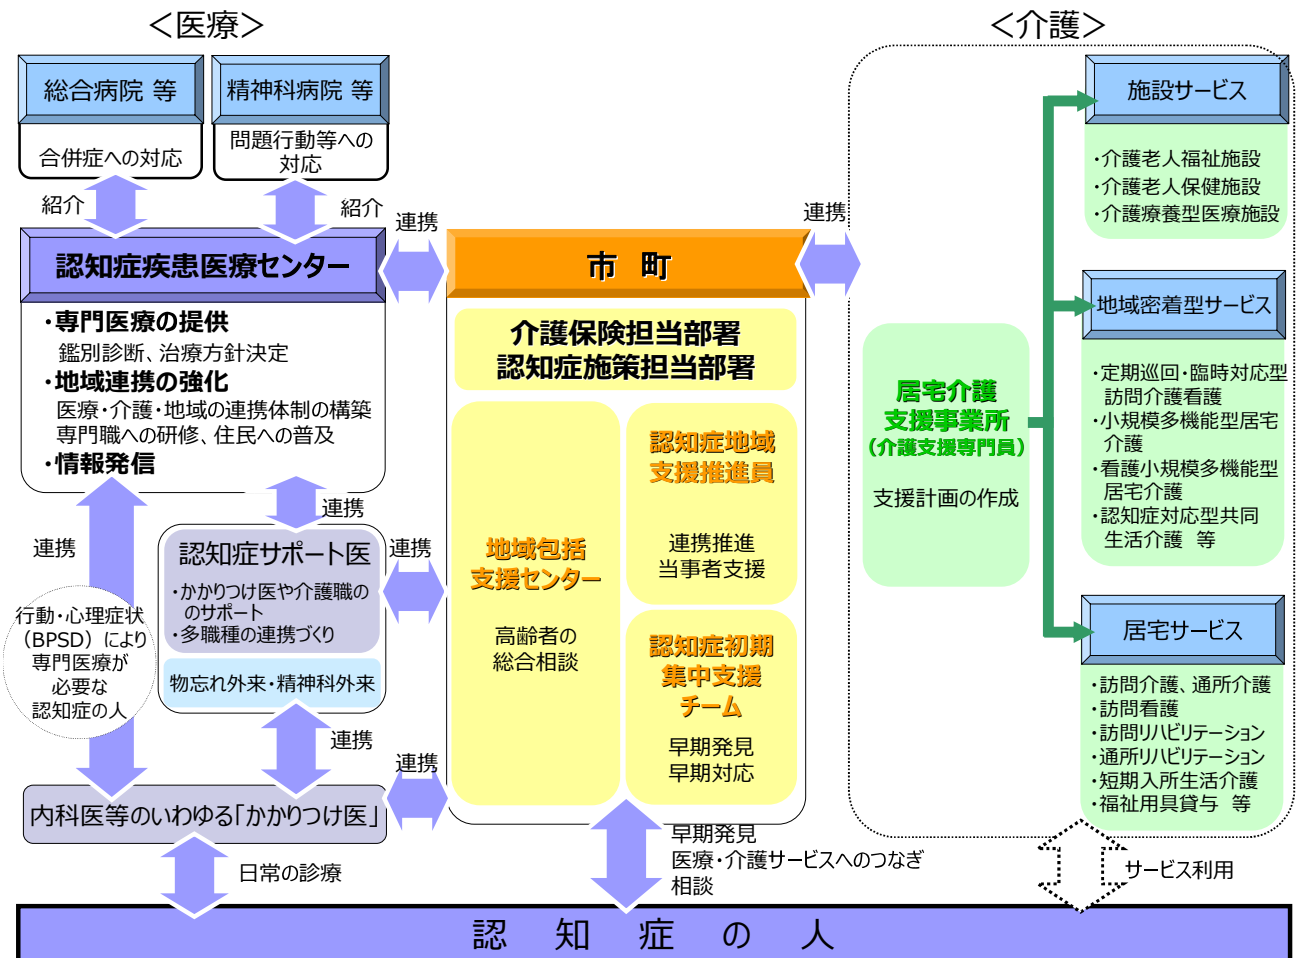 ＜医療＞
総合病院 等
合併症への対応
精神科病院 等
問題行動等への
対応
紹介
紹介
認知症疾患医療センター
・専門医療の提供
鑑別診断、治療方針決定
・地域連携の強化
医療・介護・地域の連携体制の構築
専門職への研修、住民への普及
・情報発信
連携
連携
行動・心理症状
（BPSD）により
専門医療が
必要な
認知症の人
認知症サポート医
・かかりつけ医や介護職の
のサポート
・多職種の連携づくり
物忘れ外来・精神科外来
連携
内科医等のいわゆる「かかりつけ医」
日常の診療
連携
連携
連携
市 町
介護保険担当部署
認知症施策担当部署
地域包括
支援センター
高齢者の
総合相談
認知症地域
支援推進員
連携推進
当事者支援
認知症初期
集中支援
チーム
早期発見
早期対応
早期発見
医療・介護サービスへのつなぎ
相談
連携
＜介護＞
居宅介護
支援事業所
（介護支援専門員）
支援計画の作成
施設サービス
・介護老人福祉施設
・介護老人保健施設
・介護療養型医療施設
地域密着型サービス
・定期巡回・臨時対応型
訪問介護看護
・小規模多機能型居宅
介護
・看護小規模多機能型
居宅介護
・認知症対応型共同
生活介護 等
居宅サービス
・訪問介護、通所介護
・訪問看護
・訪問リハビリテーション
・通所リハビリテーション
・短期入所生活介護
・福祉用具貸与 等
サービス利用
認 知 症 の 人